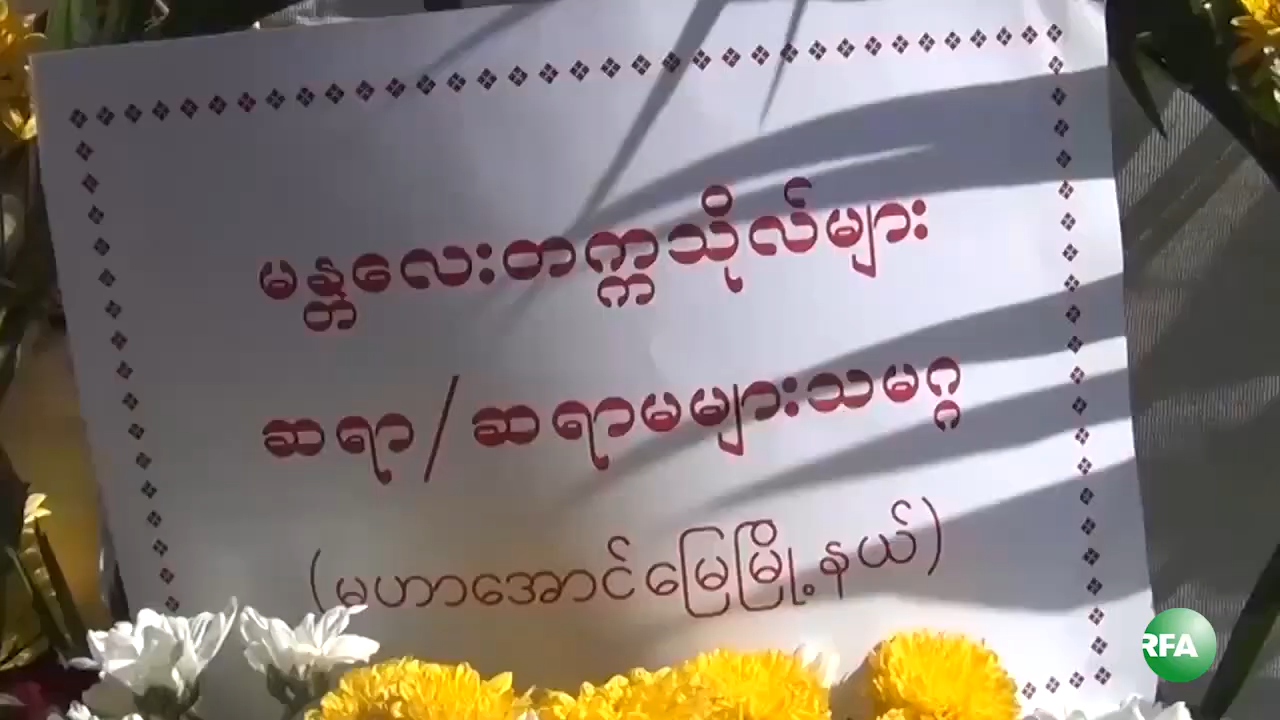 မန္တလေးတက္ကသိုလ်များ
ဆရာ/ဆရာမများသမဂ္ဂ
(မဟာအောင်မြေမြို့နယ်)
RFA